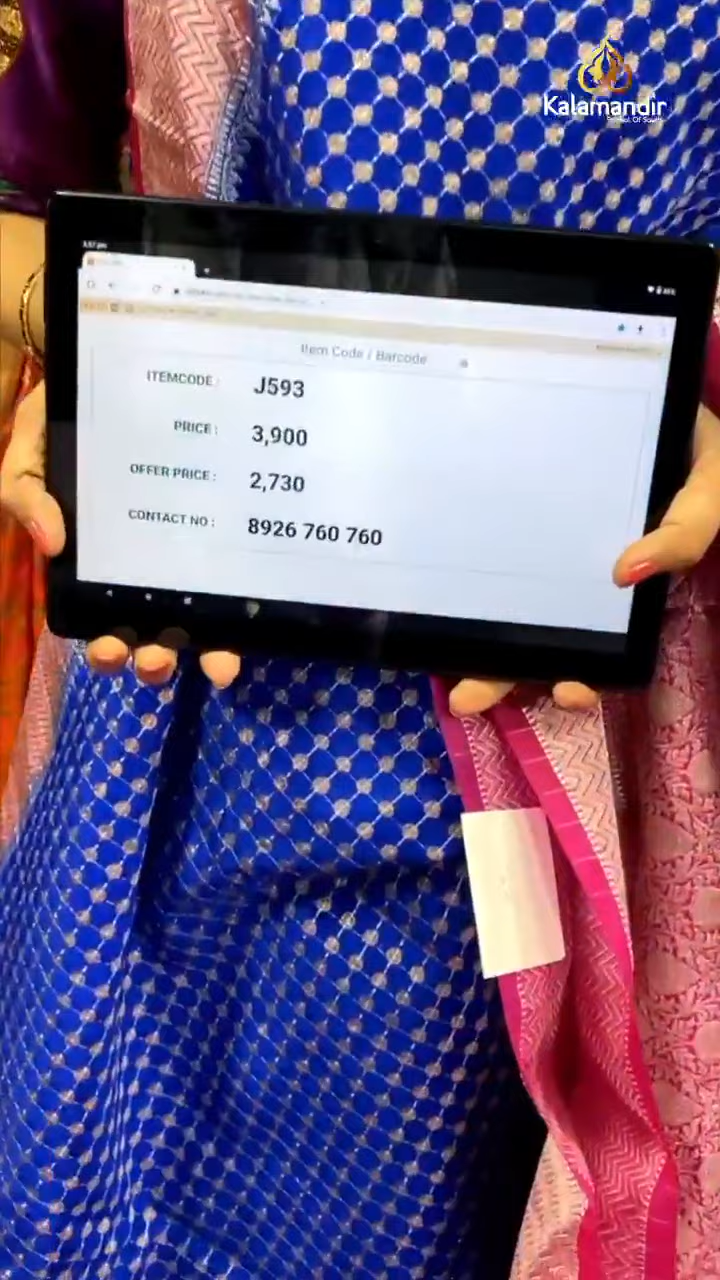 Kalamandir
Item Code / Barcode
ITEMCODE : J593
PRICE : 3,900
OFFER PRICE : 2,730
CONTACT NO : 8926 760 760